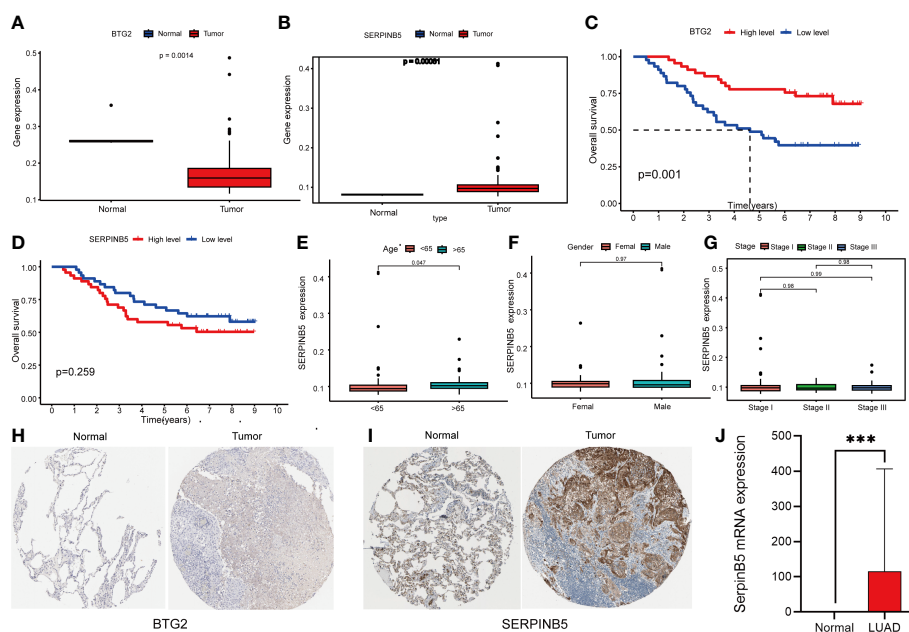 A
BTG2 Normal Tumor
p = 0.0014
Gene expression
0.5
0.4
0.3
0.2
Normal Tumor
B
SERPINB5 Normal Tumor
Gene expression
0.4
0.3
0.2
0.1
Normal Tumor
type
C
BTG2 High level Low level
Overall survival
1.00
0.75
0.50
0.25
0.00
p=0.001
0 1 2 3 4 5 6 7 8 9 10
Time(years)
D
SERPINB5 High level Low level
Overall survival
1.00
0.75
0.50
0.25
0.00
p=0.259
0 1 2 3 4 5 6 7 8 9 10
Time(years)
E
Age <65 >65
0.047
SERPINB5 expression
0.4
0.3
0.2
0.1
<65 >65
F
Gender Femal Male
0.97
SERPINB5 expression
0.4
0.3
0.2
0.1
Femal Male
G
Stage Stage I Stage II Stage III
0.98
0.99
0.98
SERPINB5 expression
0.5
0.4
0.3
0.2
0.1
Stage I Stage II Stage III
H
Normal Tumor
BTG2
I
Normal Tumor
SERPINB5
J
***
SerpinB5 mRNA expression
500
400
300
200
100
0
Normal LUAD